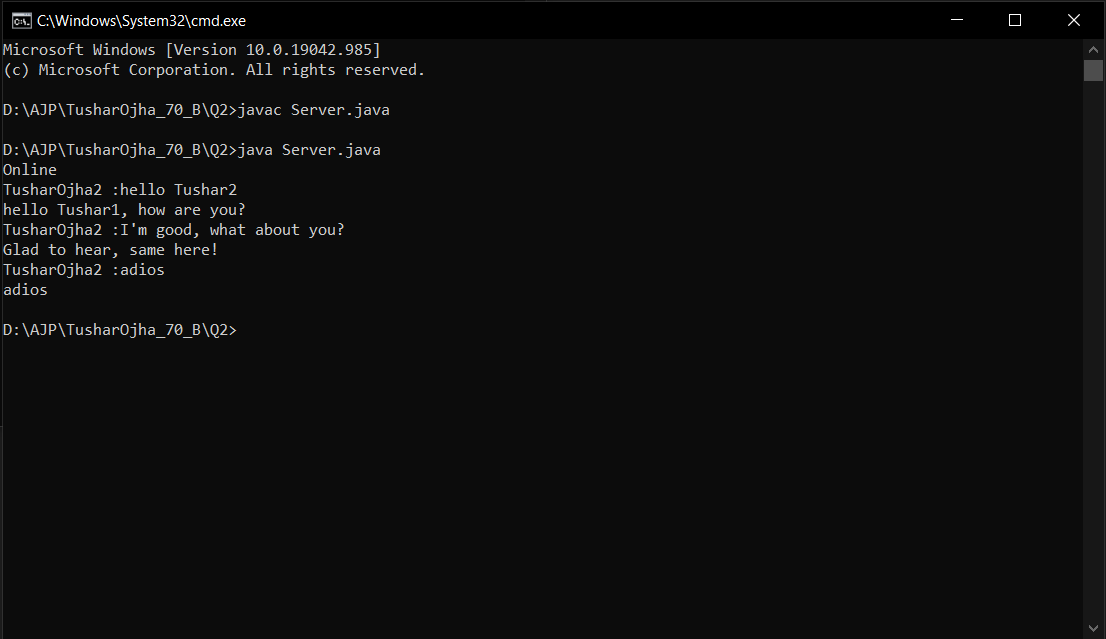 C:\Windows\System32\cmd.exe
Microsoft Windows [Version 10.0.19042.985]
(c) Microsoft Corporation. All rights reserved.
D:\AJP\TusharOjha_70_B\Q2>javac Server.java
D:\AJP\TusharOjha_70_B\Q2>java Server.java
Online
TusharOjha2 :hello Tushar2
hello Tushar1, how are you?
TusharOjha2 :I'm good, what about you?
Glad to hear, same here!
TusharOjha2 :adios
adios
D:\AJP\TusharOjha_70_B\Q2>